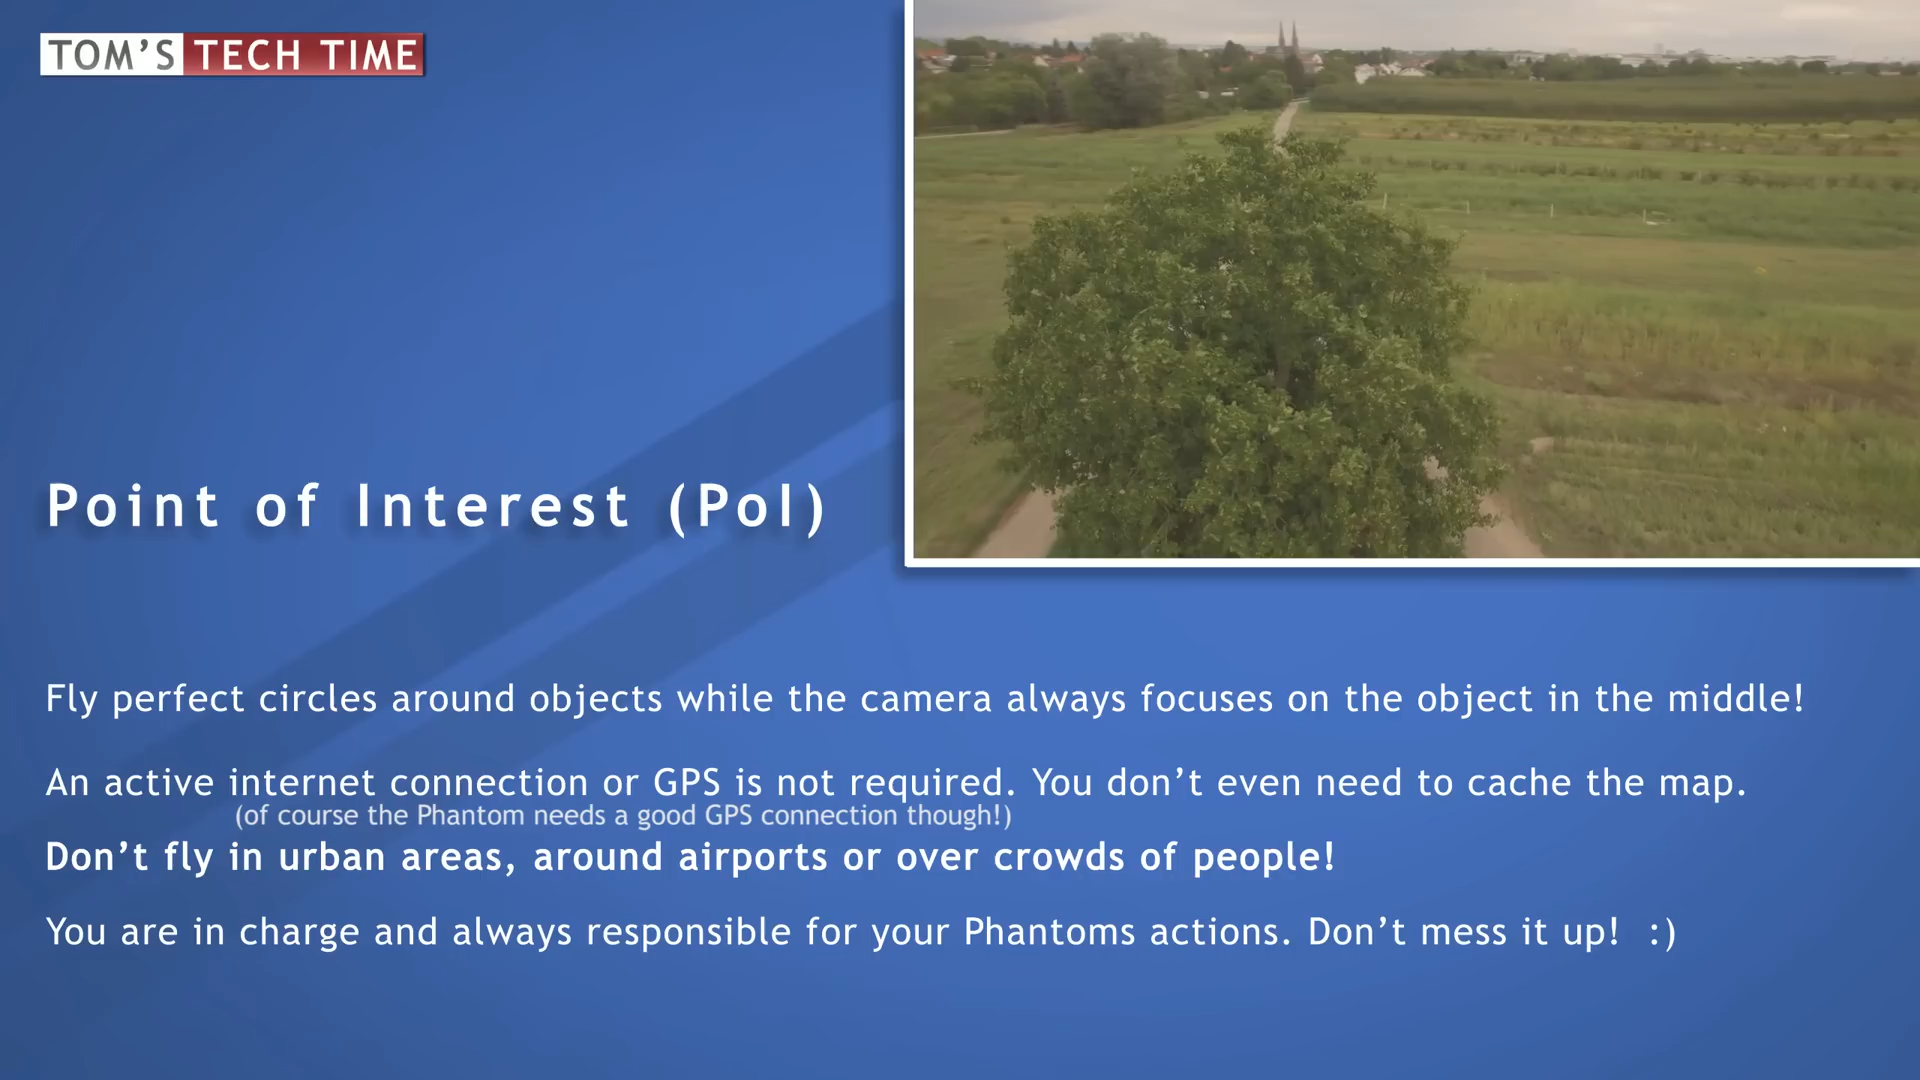 TOM'S TECH TIME
Point of Interest (PoI)
Fly perfect circles around objects while the camera always focuses on the object in the middle!
An active internet connection or GPS is not required. You don't even need to cache the map.
(of course the Phantom needs a good GPS connection though!)
Don't fly in urban areas, around airports or over crowds of people!
You are in charge and always responsible for your Phantoms actions. Don't mess it up! :)